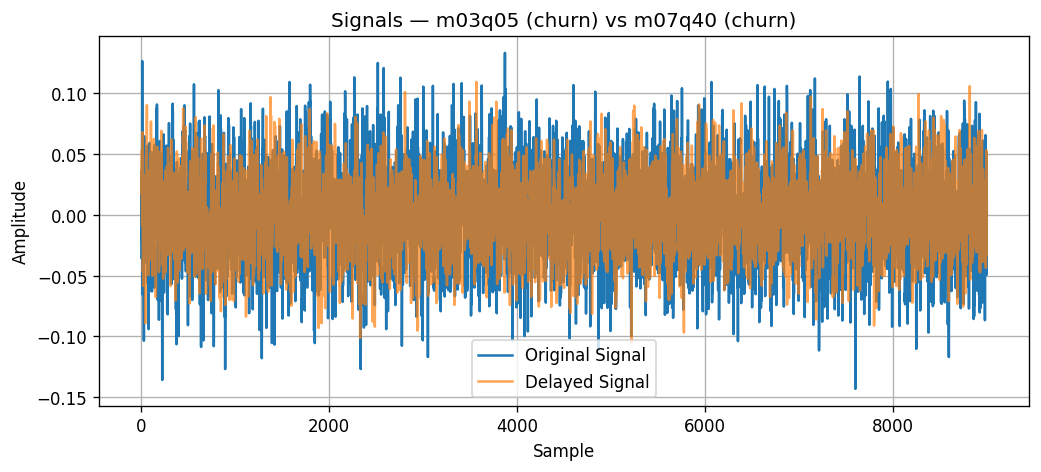 Signals — m03q05 (churn) vs m07q40 (churn)
0.10
0.05
0.00
−0.05
−0.10
−0.15
Amplitude
Original Signal
Delayed Signal
0 2000 4000 6000 8000
Sample